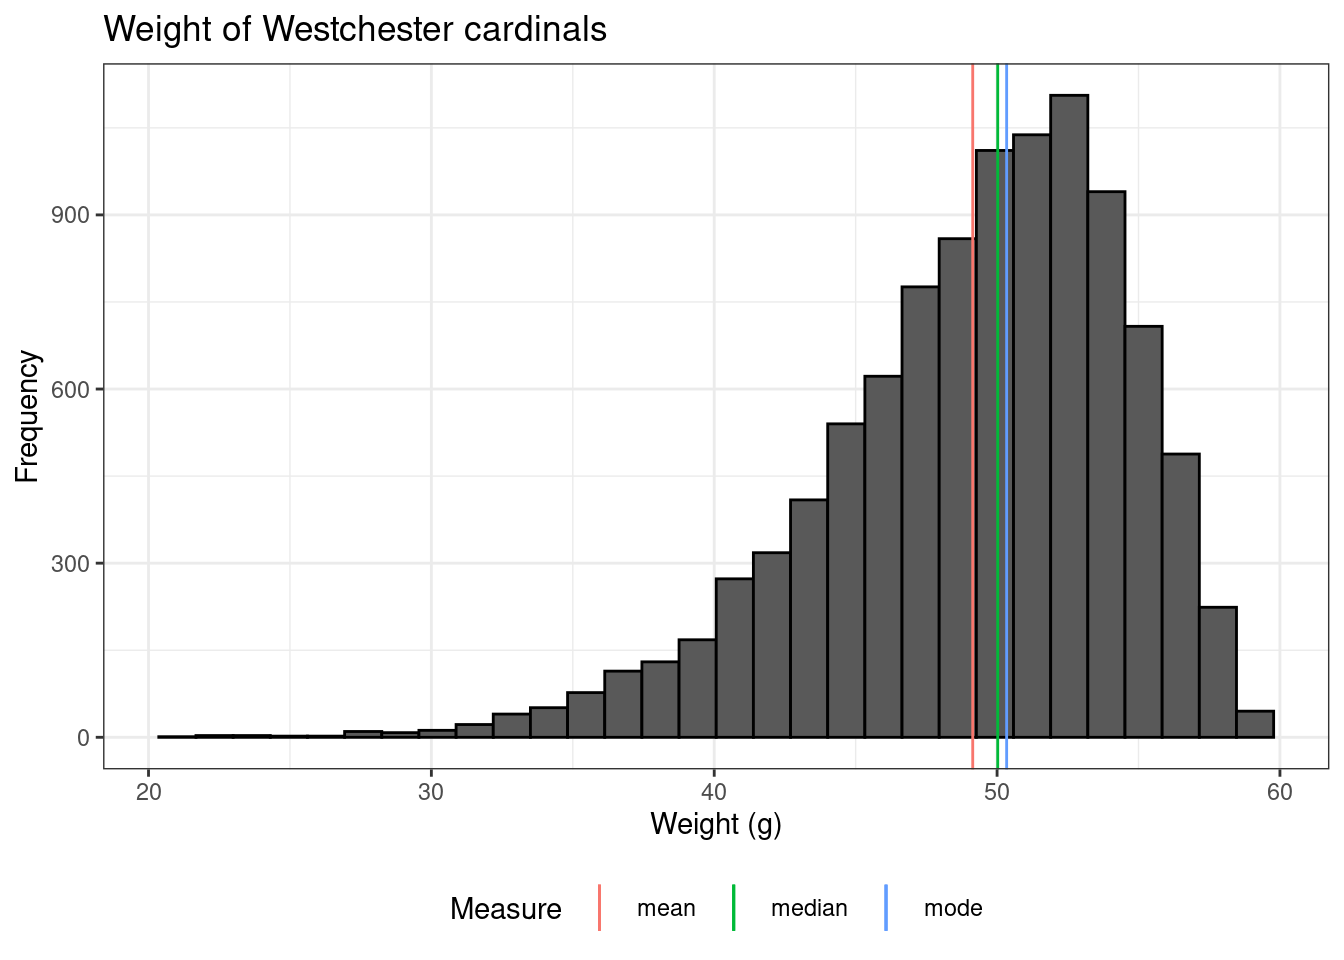 Weight of Westchester cardinals
Frequency
900
600
300
0
20 30 40 50 60
Weight (g)
Measure mean median mode